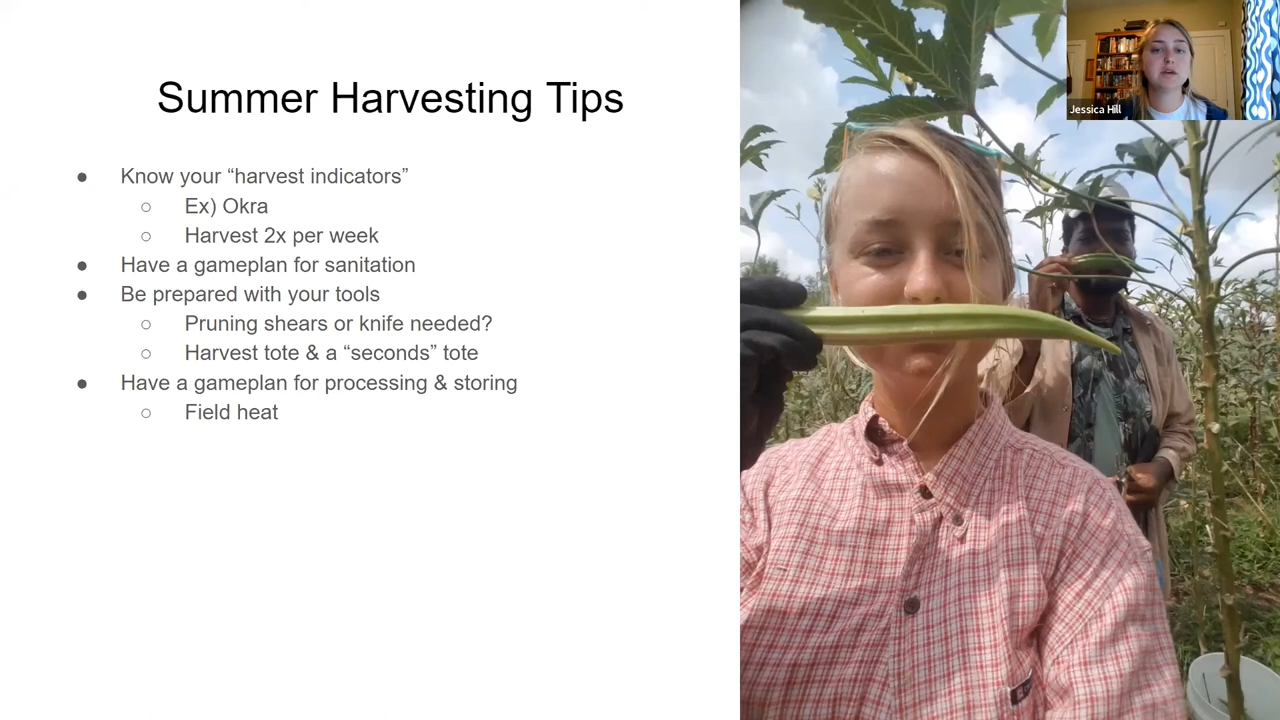 Summer Harvesting Tips
● Know your “harvest indicators”
○ Ex) Okra
○ Harvest 2x per week
● Have a gameplan for sanitation
● Be prepared with your tools
○ Pruning shears or knife needed?
○ Harvest tote & a “seconds” tote
● Have a gameplan for processing & storing
○ Field heat
Jessica Hill